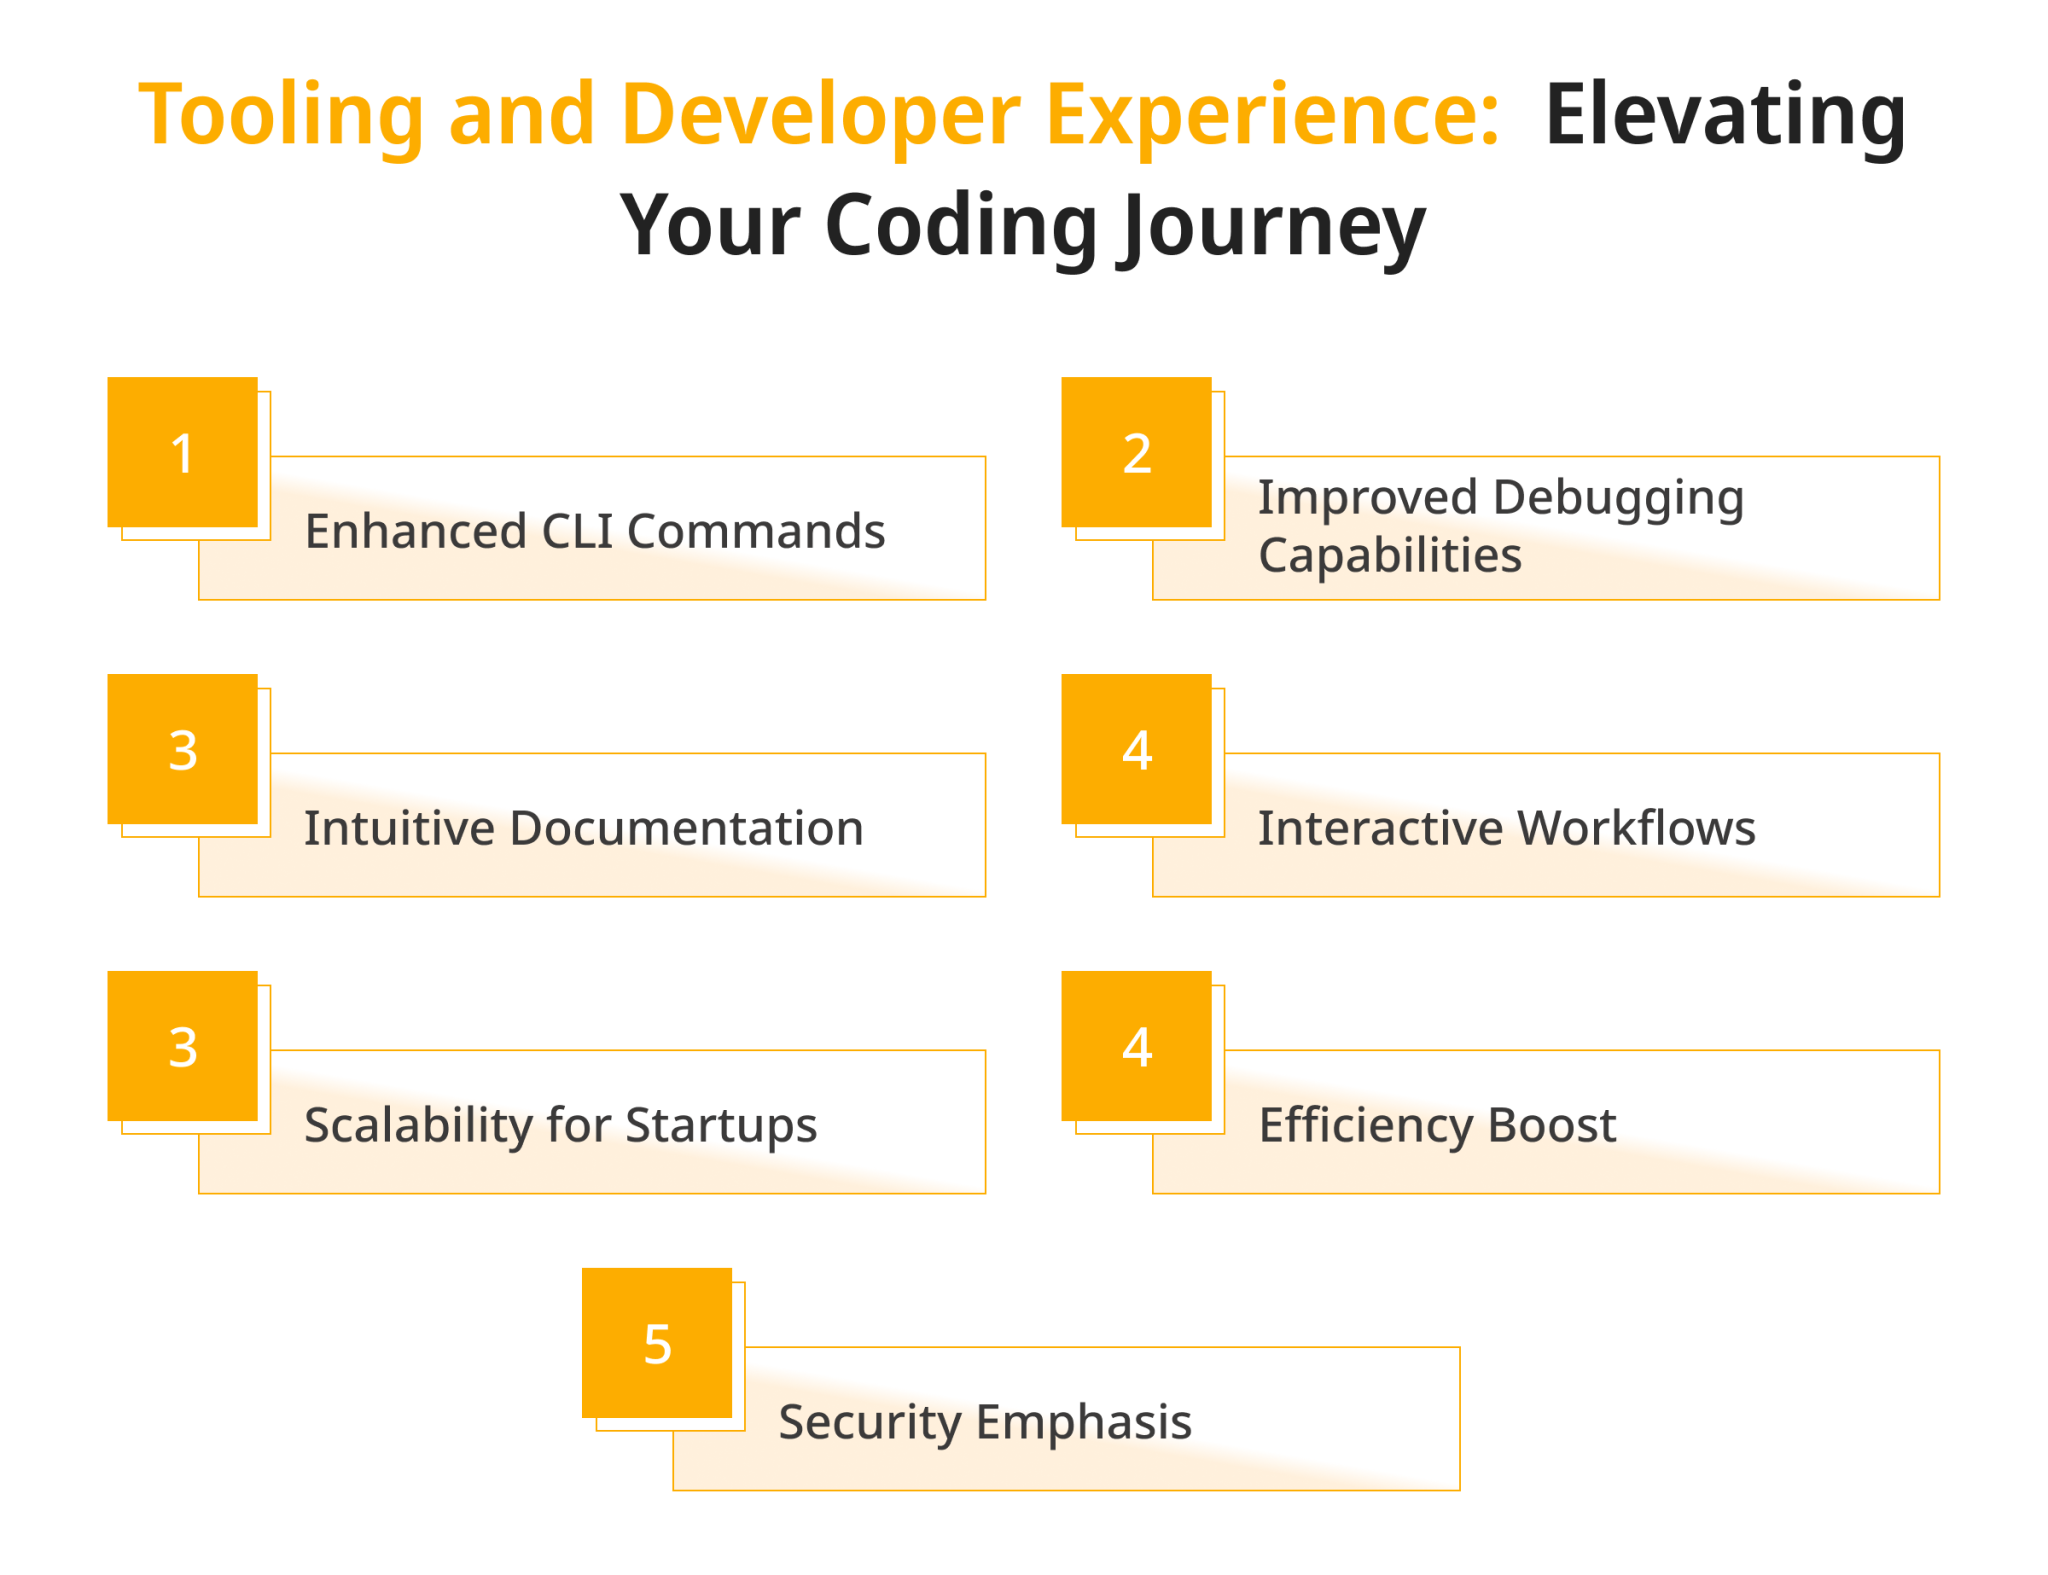 Tooling and Developer Experience: Elevating
Your Coding Journey
1
Enhanced CLI Commands
2
Improved Debugging
Capabilities
3
Intuitive Documentation
4
Interactive Workflows
3
Scalability for Startups
4
Efficiency Boost
5
Security Emphasis